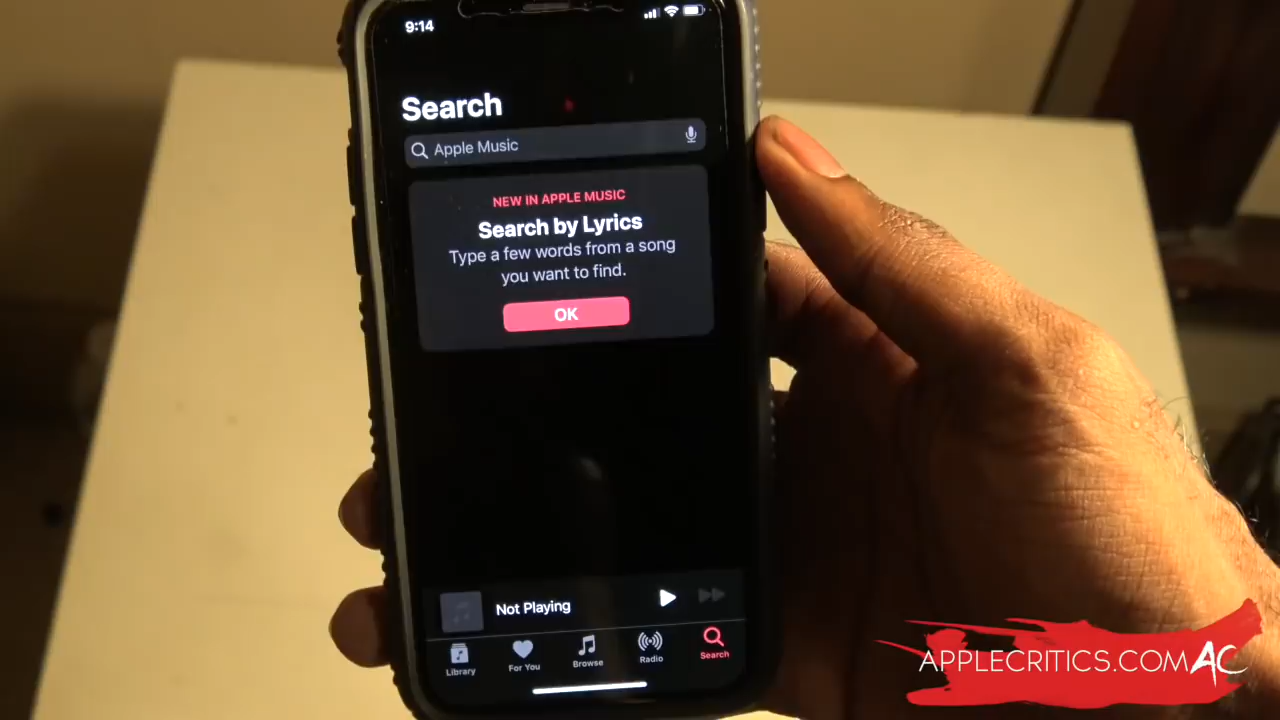 9:14
Search
Apple Music
NEW IN APPLE MUSIC
Search by Lyrics
Type a few words from a song
you want to find.
OK
Not Playing
Library For You Browse Radio Search
APPLECRITICS.COM AC